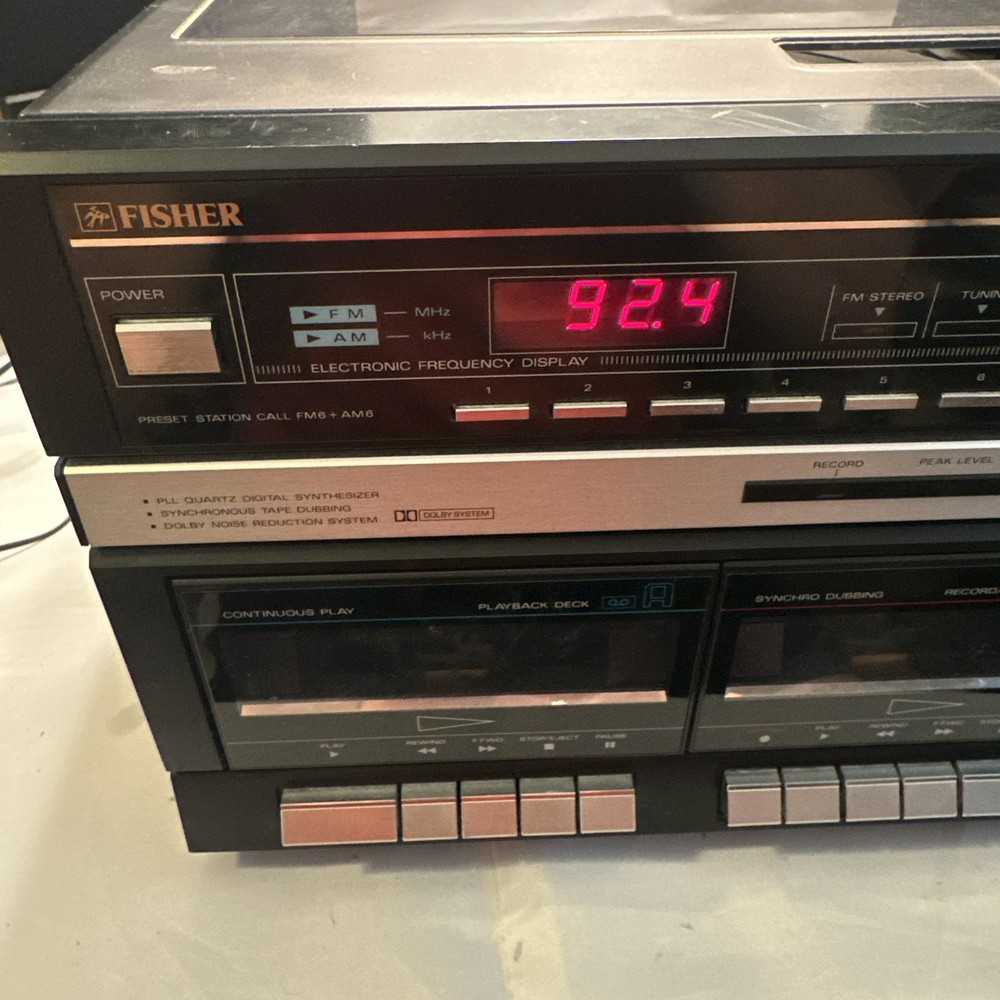 FISHER
POWER
FM MHz
AM kHz
92.4
FM STEREO
ELECTRONIC FREQUENCY DISPLAY
1 2 3 4 5 6
PRESET STATION CALL FM6 + AM6
RECORD PEAK LEVEL
• PLL QUARTZ DIGITAL SYNTHESIZER
• SYNCHRONOUS TAPE DUBBING
• DOLBY NOISE REDUCTION SYSTEM
DOLBY SYSTEM
CONTINUOUS PLAY PLAYBACK DECK A
SYNCHRO DUBBING
PLAY REWIND F.FWD STOP/EJECT PAUSE
PLAY REWIND F.FWD